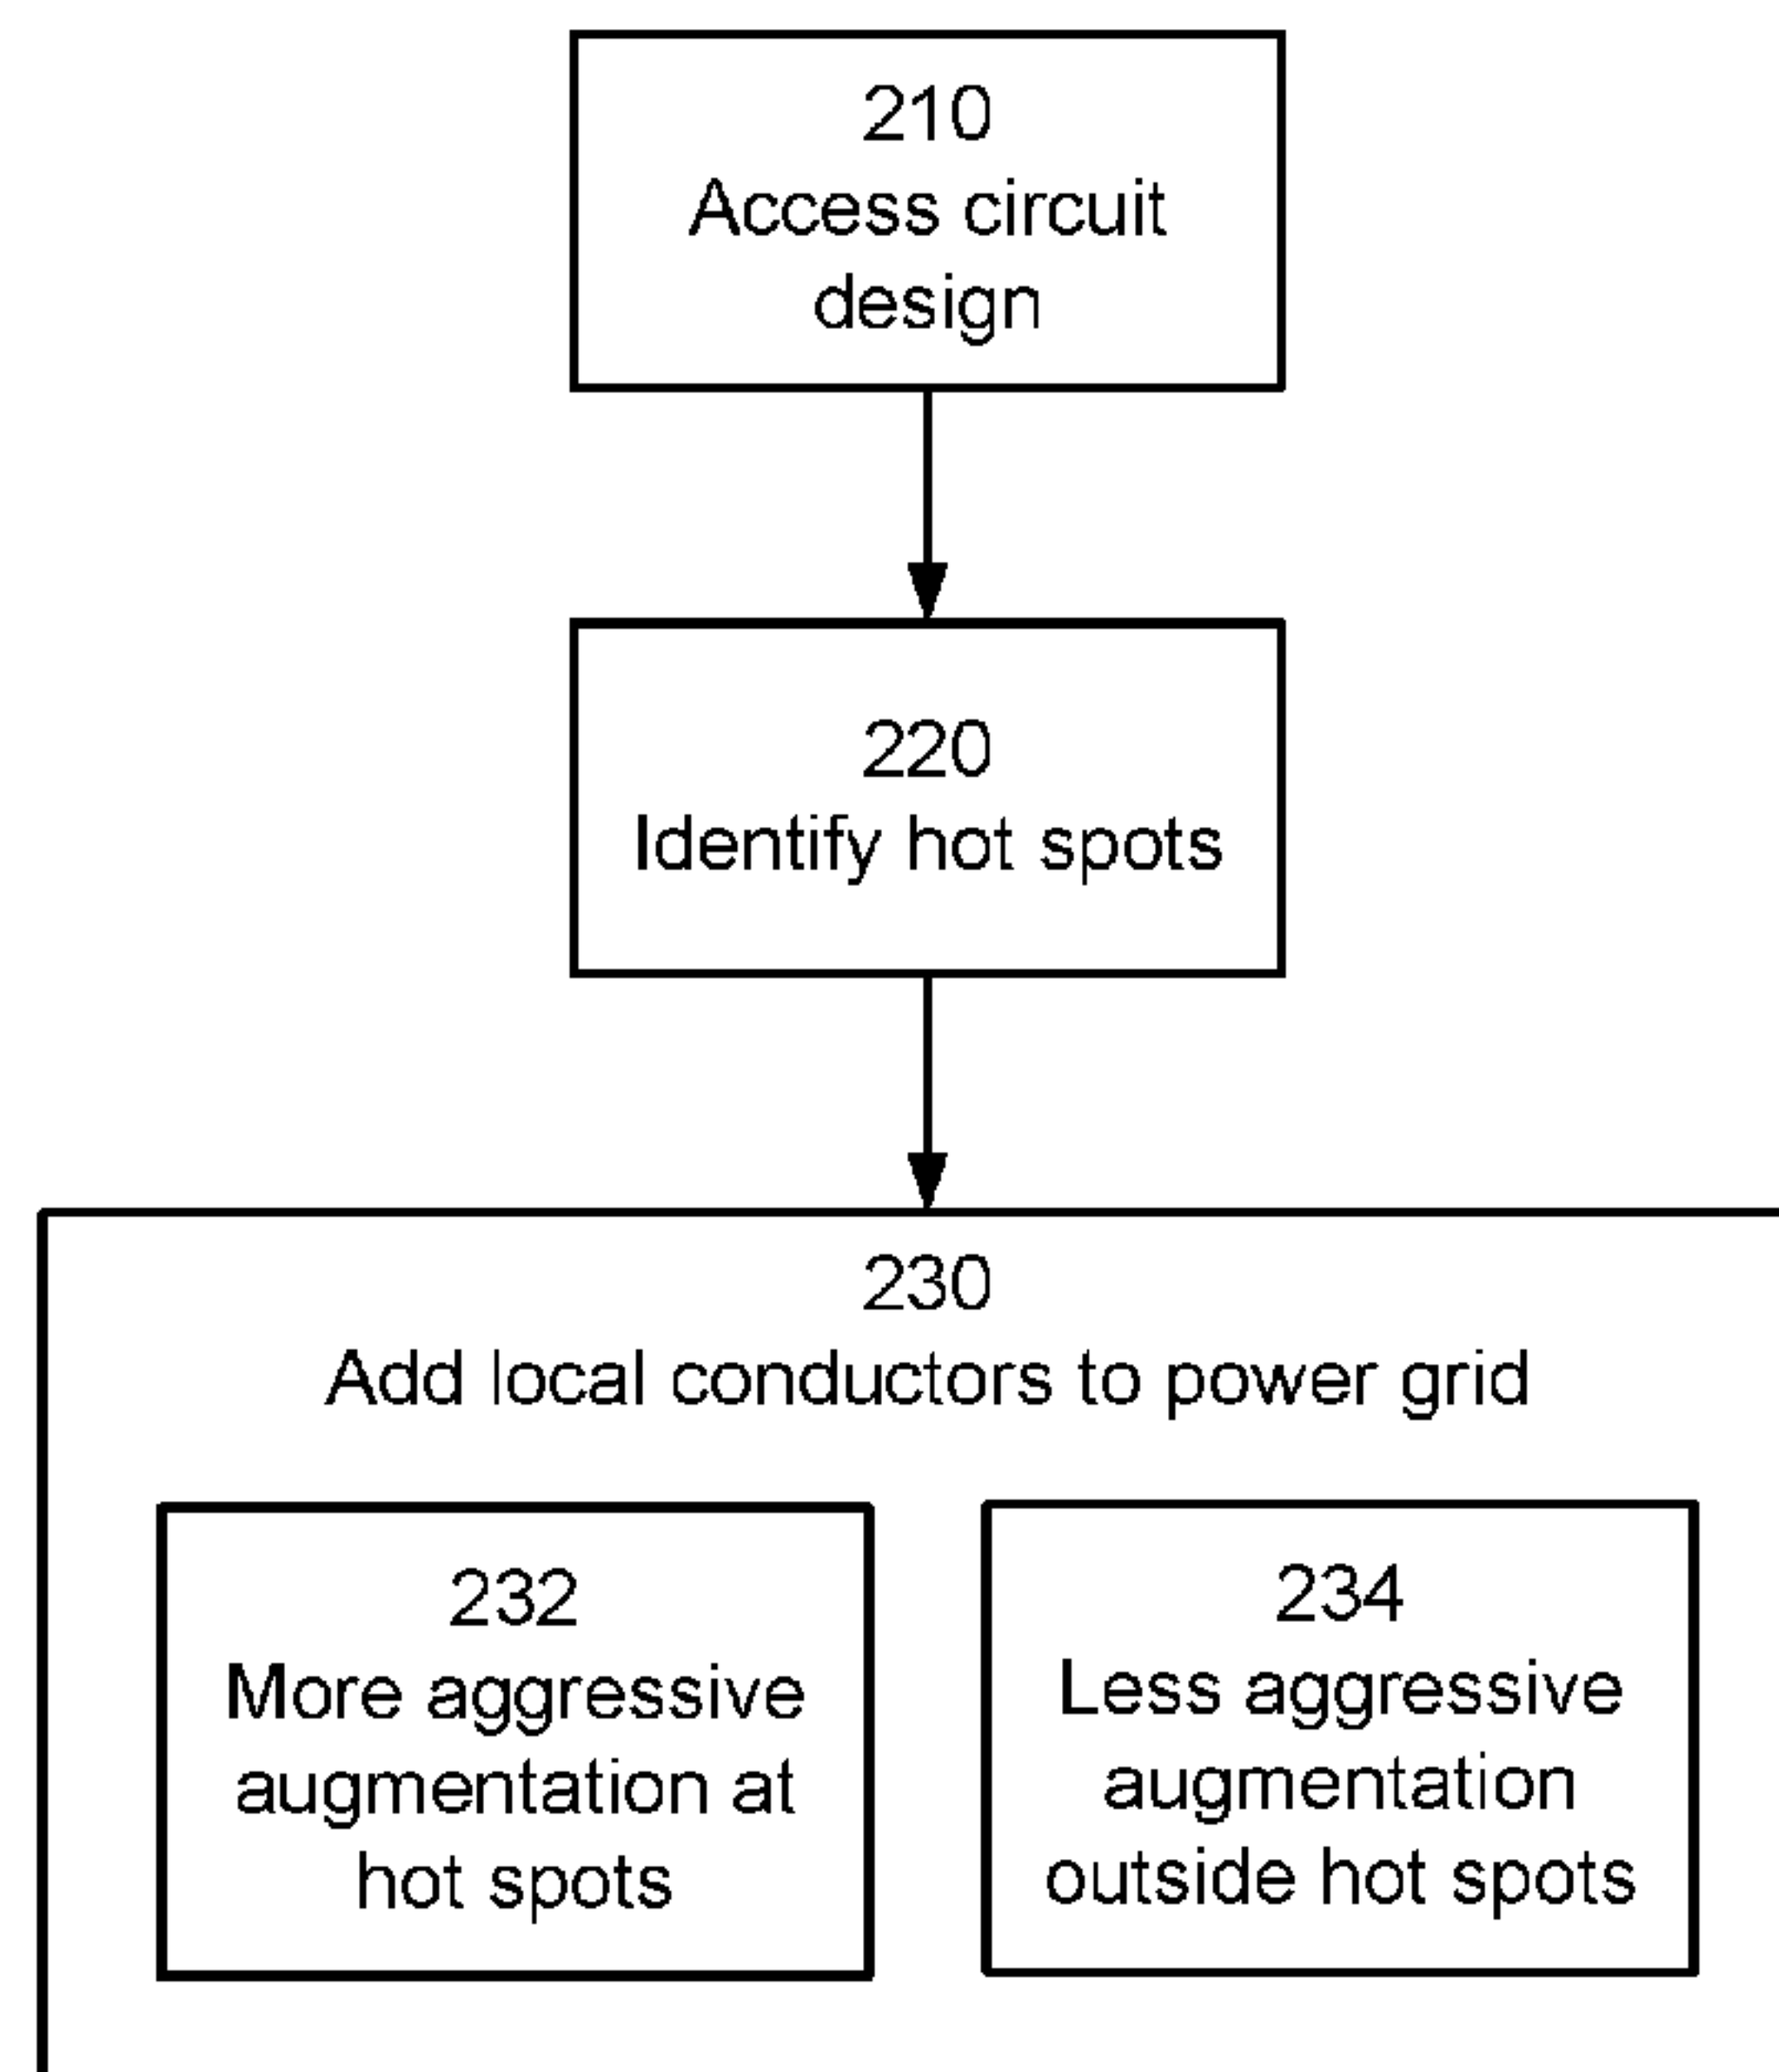 210
Access circuit
design
220
Identify hot spots
230
Add local conductors to power grid
232
More aggressive
augmentation at
hot spots
234
Less aggressive
augmentation
outside hot spots